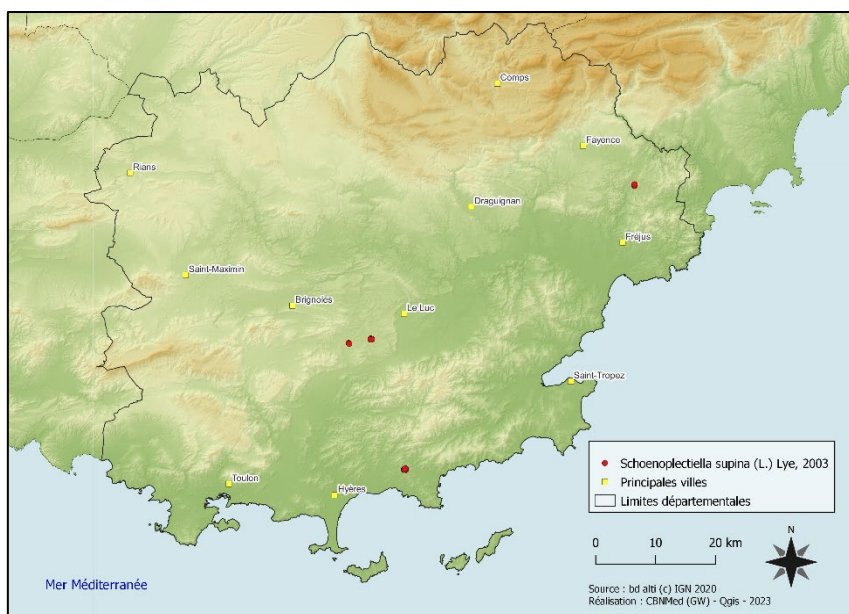 Comps
Fayence
Rians
Draguignan
Fréjus
Saint-Maximin
Brignoles
Le Luc
Saint-Tropez
Toulon
Hyères
Schoenoplectiella supina (L.) Lye, 2003
Principales villes
Limites départementales
N
0 10 20 km
Source : bd alti (c) IGN 2020
Réalisation : CBNMed (GW) - Qgis - 2023
Mer Méditerranée